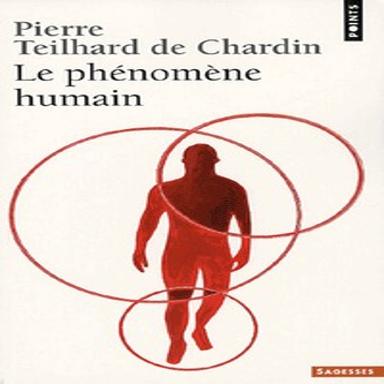 Pierre
Teilhard de Chardin
Le phénomène
humain
POINTS
SAGESSES